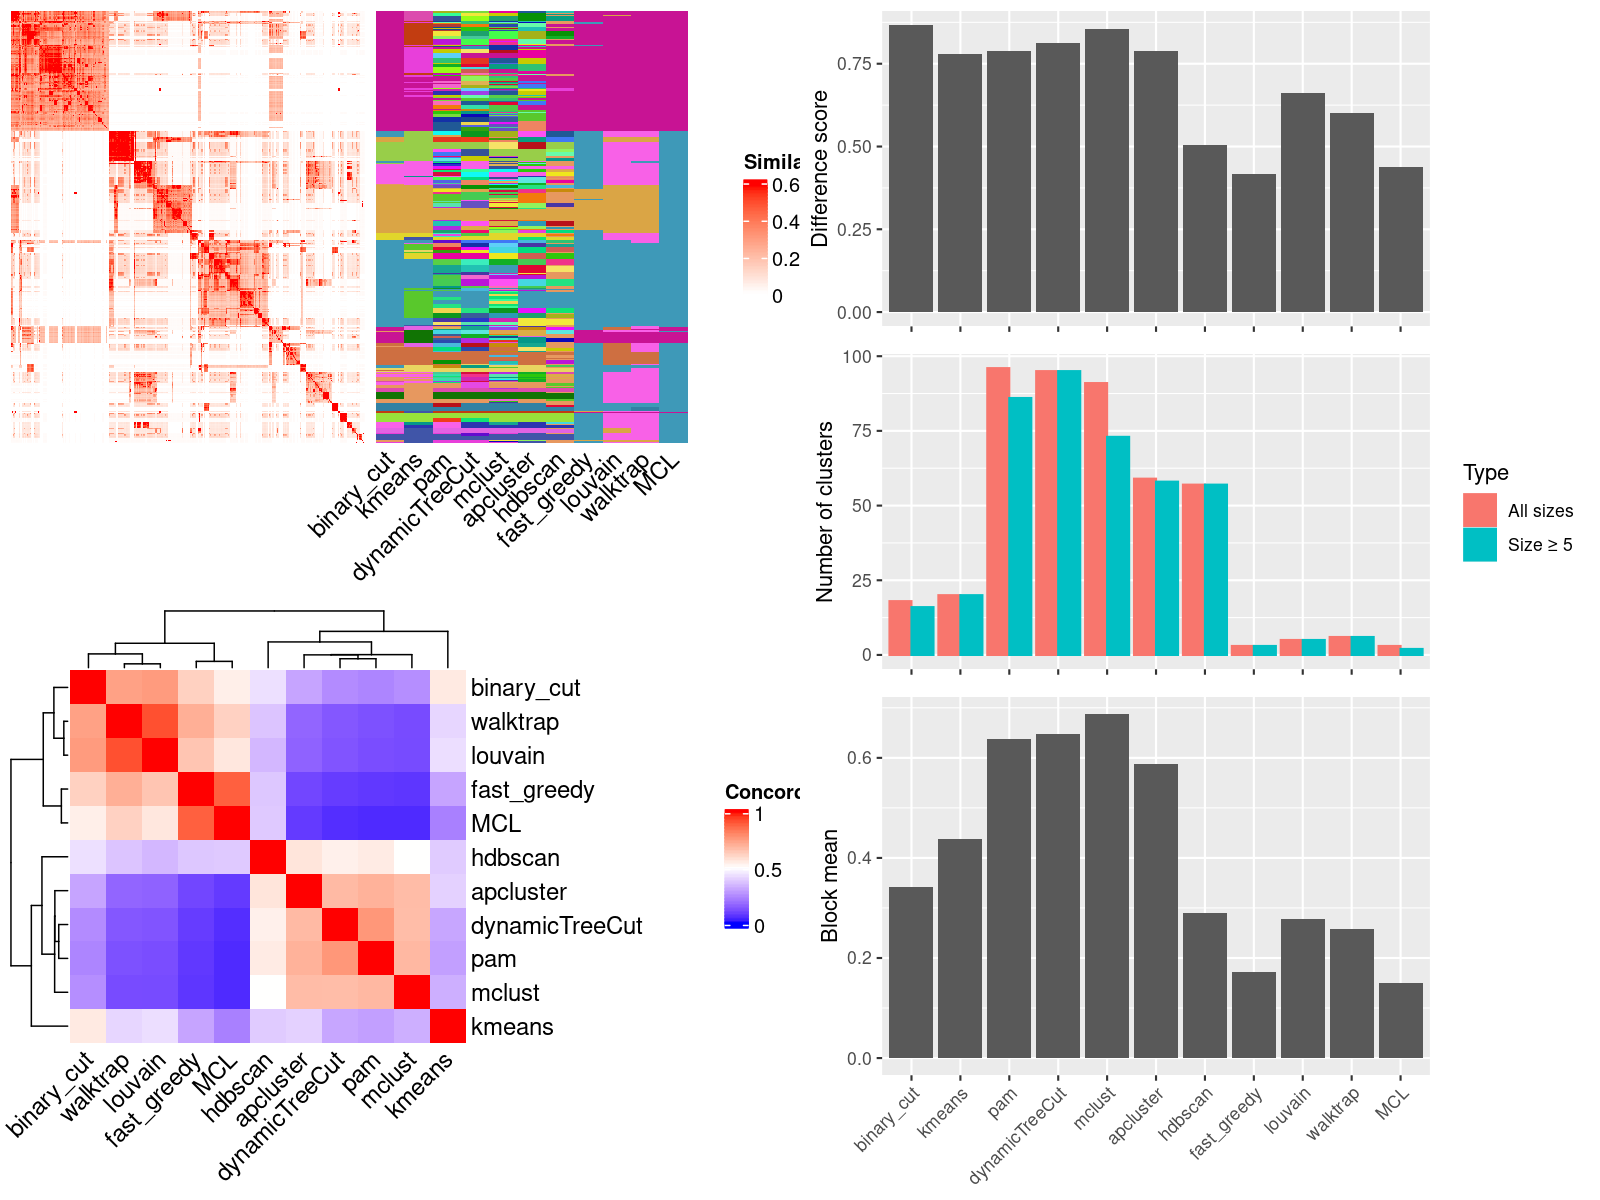 Simila
0.6
0.4
0.2
0
binary_cut
kmeans
pam
dynamicTreeCut
mclust
apcluster
hdbscan
fast_greedy
louvain
walktrap
MCL
Difference score
0.75
0.50
0.25
0.00
Number of clusters
100
75
50
25
0
Type
All sizes
Size ≥ 5
binary_cut
walktrap
louvain
fast_greedy
MCL
hdbscan
apcluster
dynamicTreeCut
pam
mclust
kmeans
binary_cut
walktrap
louvain
fast_greedy
MCL
hdbscan
apcluster
dynamicTreeCut
pam
mclust
kmeans
Concord
1
0.5
0
Block mean
0.6
0.4
0.2
0.0
binary_cut
kmeans
pam
dynamicTreeCut
mclust
apcluster
hdbscan
fast_greedy
louvain
walktrap
MCL